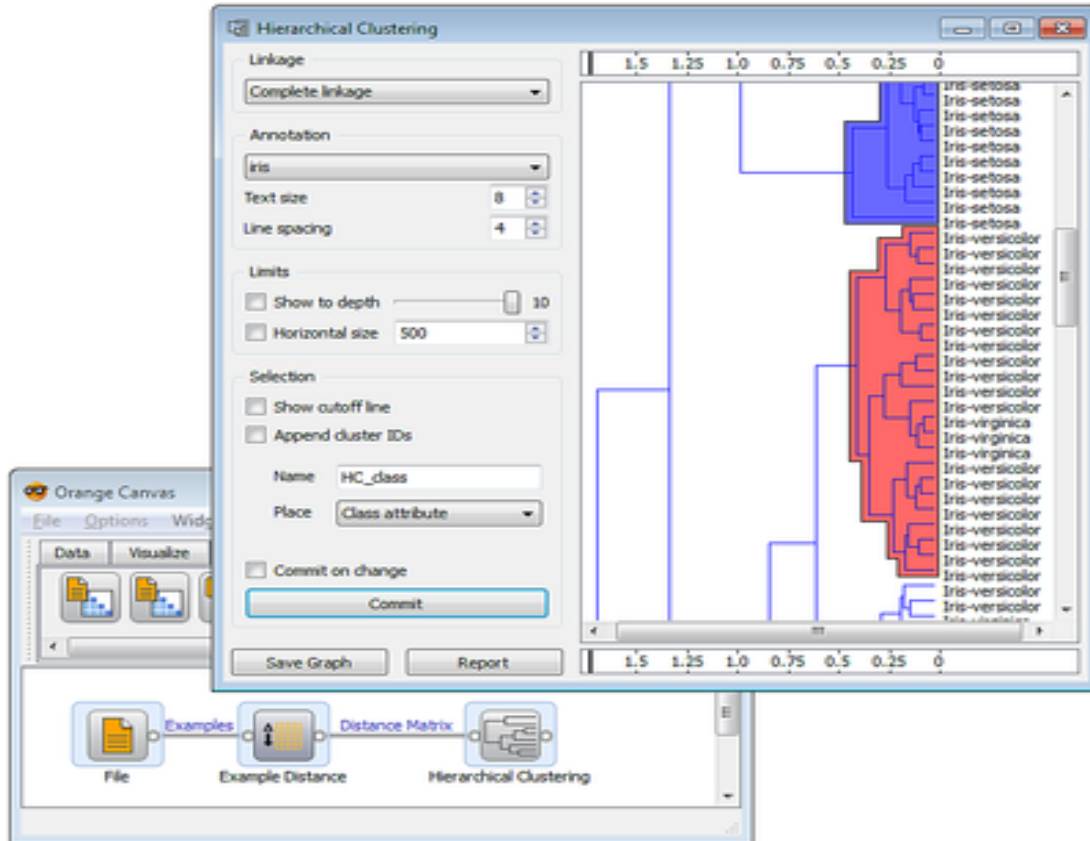 Hierarchical Clustering
Linkage
Complete linkage
Annotation
iris
Text size 8
Line spacing 4
Limits
Show to depth 10
Horizontal size 500
Selection
Show cutoff line
Append cluster IDs
Name HC_class
Place Class attribute
Commit on change
Commit
Save Graph Report
1.5 1.25 1.0 0.75 0.5 0.25 0
Iris-setosa
Iris-setosa
Iris-setosa
Iris-setosa
Iris-setosa
Iris-setosa
Iris-setosa
Iris-setosa
Iris-setosa
Iris-setosa
Iris-versicolor
Iris-versicolor
Iris-versicolor
Iris-versicolor
Iris-versicolor
Iris-versicolor
Iris-versicolor
Iris-versicolor
Iris-versicolor
Iris-versicolor
Iris-versicolor
Iris-versicolor
Iris-virginica
Iris-virginica
Iris-virginica
Iris-versicolor
Iris-versicolor
Iris-versicolor
Iris-versicolor
Iris-versicolor
Iris-versicolor
Iris-versicolor
Iris-versicolor
Iris-versicolor
Iris-versicolor
Iris-virginica
1.5 1.25 1.0 0.75 0.5 0.25 0
Orange Canvas
File Options Widg
Data Visualize
Examples Distance Matrix
File Example Distance Hierarchical Clustering